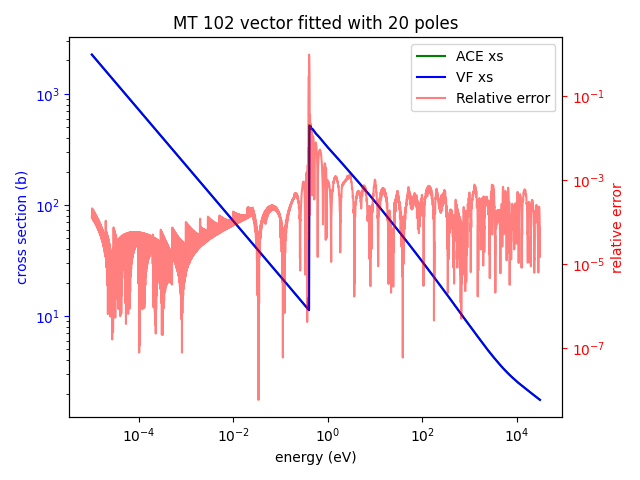 MT 102 vector fitted with 20 poles
ACE xs
VF xs
Relative error
cross section (b)
10³
10²
10¹
10⁻¹
10⁻³
10⁻⁵
10⁻⁷
relative error
10⁻⁴
10⁻²
10⁰
10²
10⁴
energy (eV)